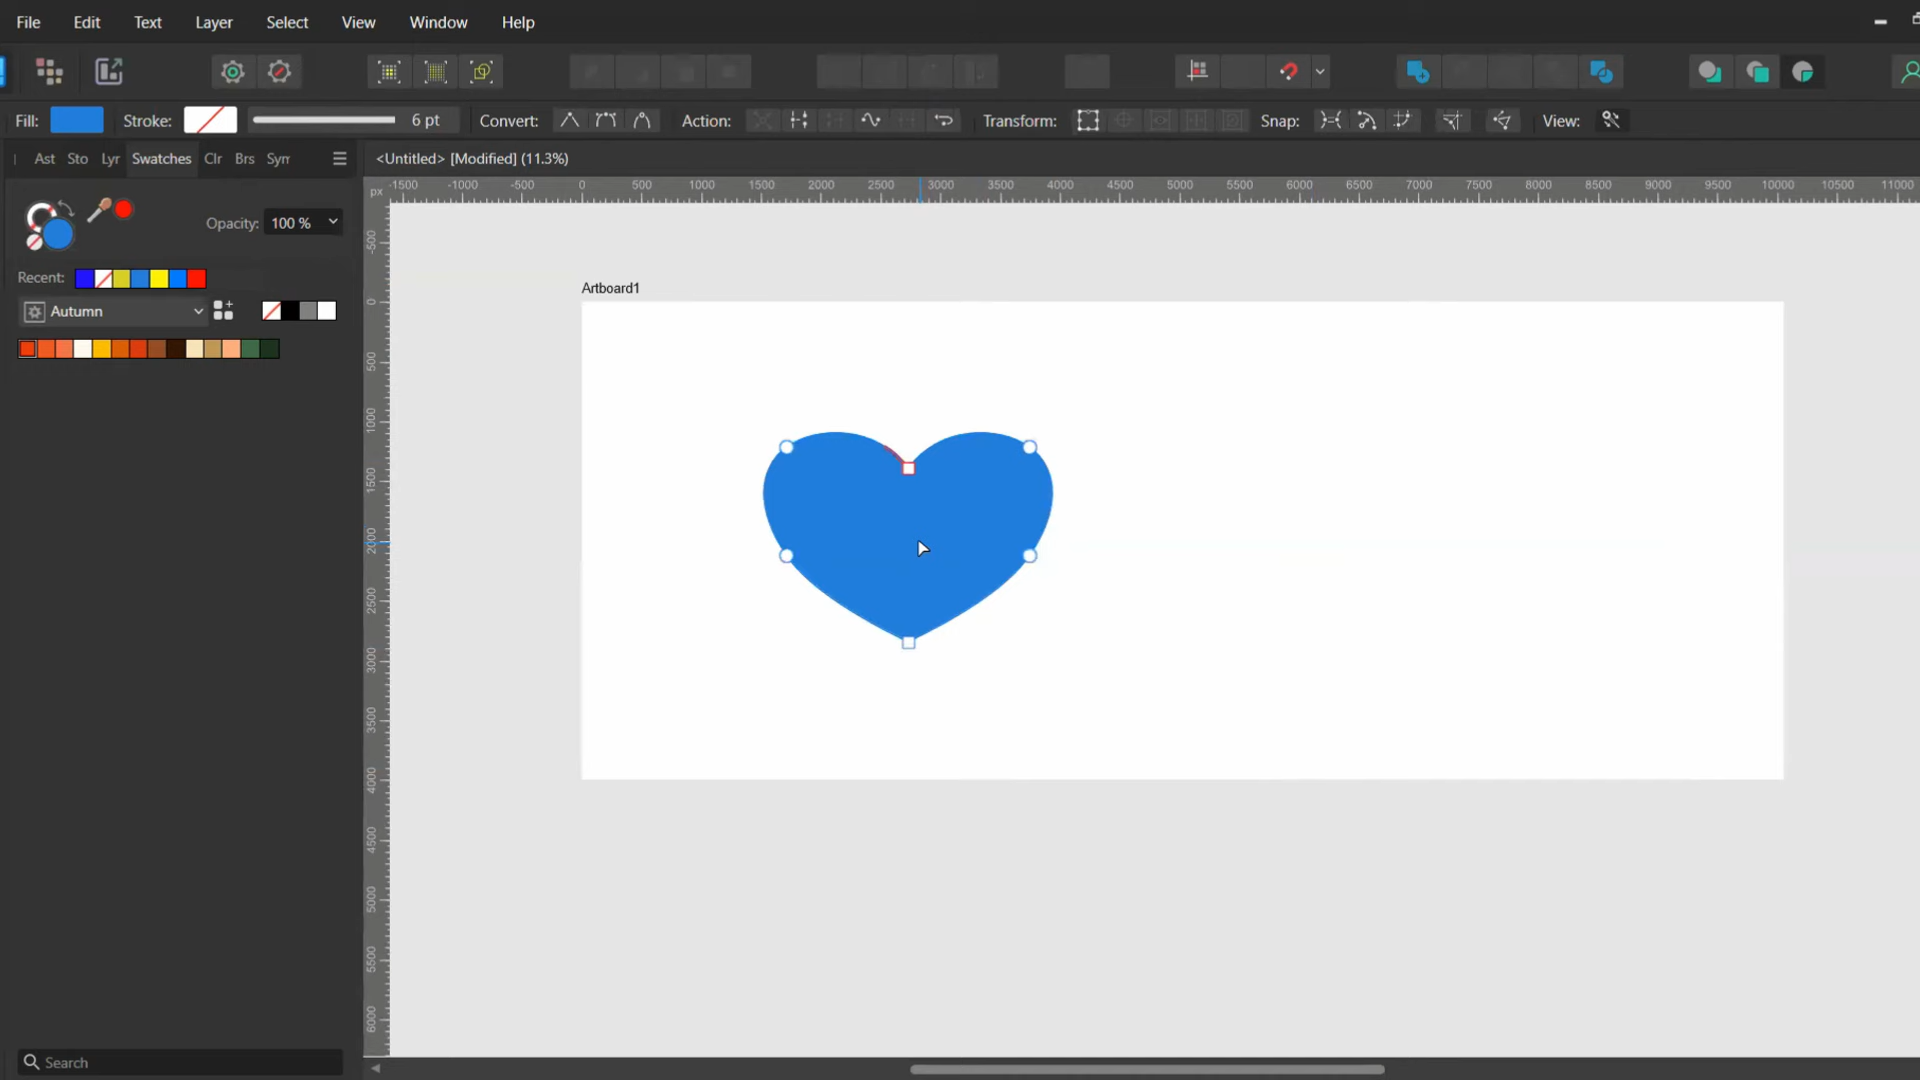 File Edit Text Layer Select View Window Help
Fill: Stroke: 6 pt Convert: Action: Transform: Snap: View:
Ast Sto Lyr Swatches Clr Brs Syn
<Untitled> [Modified] (11.3%)
px -1500 -1000 -500 0 500 1000 1500 2000 2500 3000 3500 4000 4500 5000 5500 6000 6500 7000 7500 8000 8500 9000 9500 10000 10500 11000
Opacity: 100 %
Recent:
Autumn
Artboard1
-500
0
500
1000
1500
2000
2500
3000
3500
4000
4500
5000
5500
6000
Search